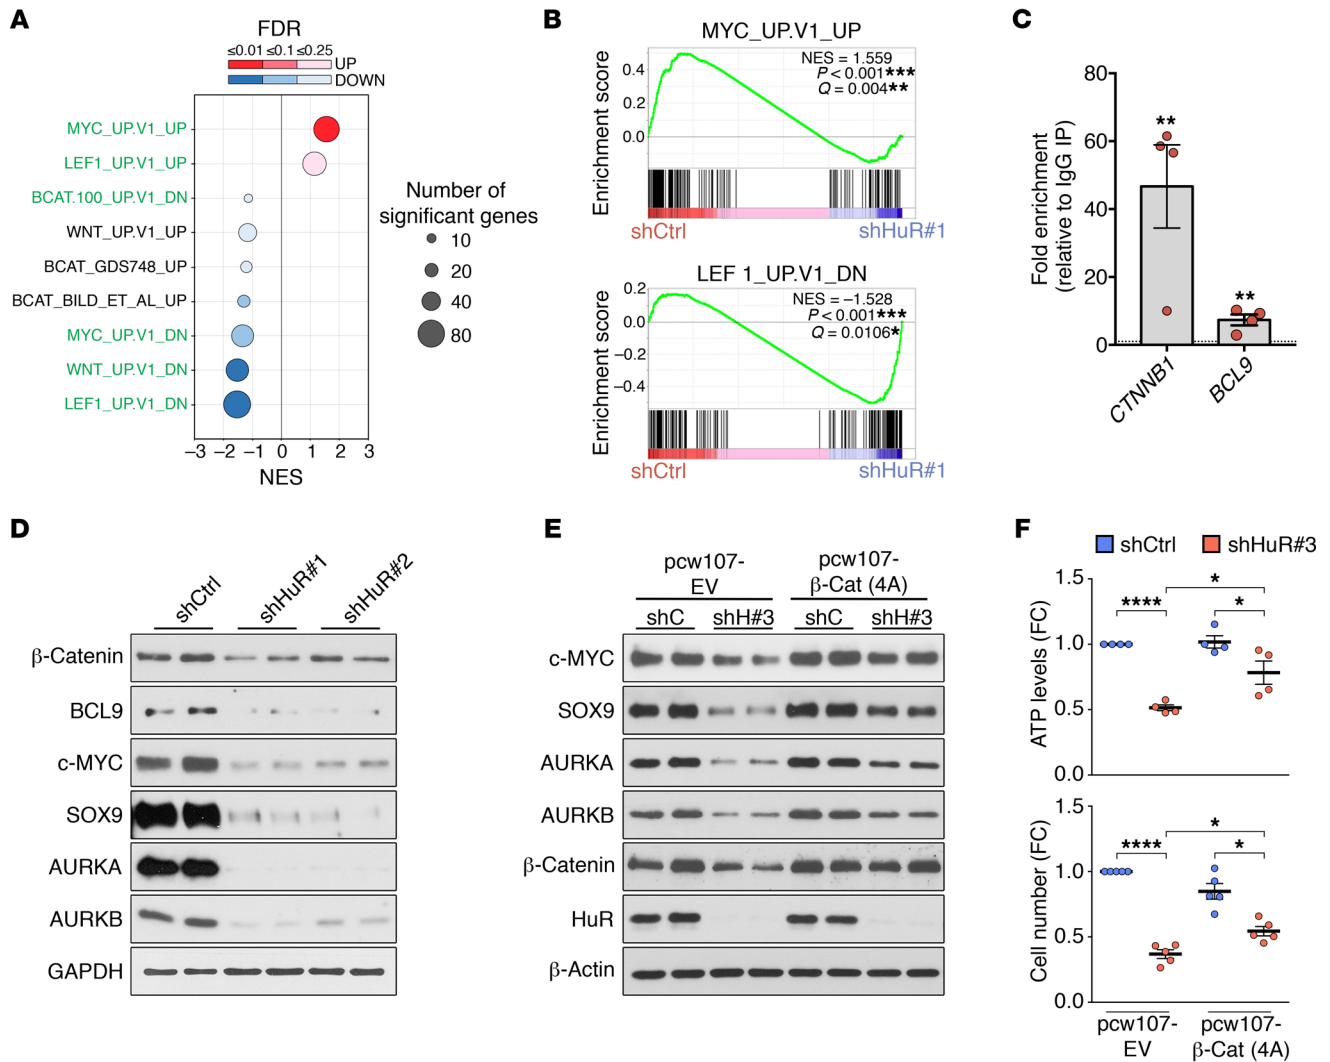 A
FDR
≤0.01 ≤0.1 ≤0.25
UP
DOWN
MYC_UP.V1_UP
LEF1_UP.V1_UP
BCAT.100_UP.V1_DN
WNT_UP.V1_UP
BCAT_GDS748_UP
BCAT_BILD_ET_AL_UP
MYC_UP.V1_DN
WNT_UP.V1_DN
LEF1_UP.V1_DN
−3 −2 −1 0 1 2 3
NES
Number of
significant genes
10
20
40
80
B
MYC_UP.V1_UP
NES = 1.559
P < 0.001***
Q = 0.004**
Enrichment score
0.4
0.2
0.0
shCtrl shHuR#1
LEF 1_UP.V1_DN
NES = −1.528
P < 0.001***
Q = 0.0106*
Enrichment score
0.2
0.0
−0.2
−0.4
shCtrl shHuR#1
C
Fold enrichment
(relative to IgG IP)
80
60
40
20
0
**
**
CTNNB1
BCL9
D
shCtrl shHuR#1 shHuR#2
β-Catenin
BCL9
c-MYC
SOX9
AURKA
AURKB
GAPDH
E
pcw107-
EV
pcw107-
β-Cat (4A)
shC shH#3 shC shH#3
c-MYC
SOX9
AURKA
AURKB
β-Catenin
HuR
β-Actin
F
shCtrl shHuR#3
ATP levels (FC)
1.5
1.0
0.5
0.0
*
**** *
Cell number (FC)
1.5
1.0
0.5
0.0
*
**** *
pcw107-
EV
pcw107-
β-Cat (4A)